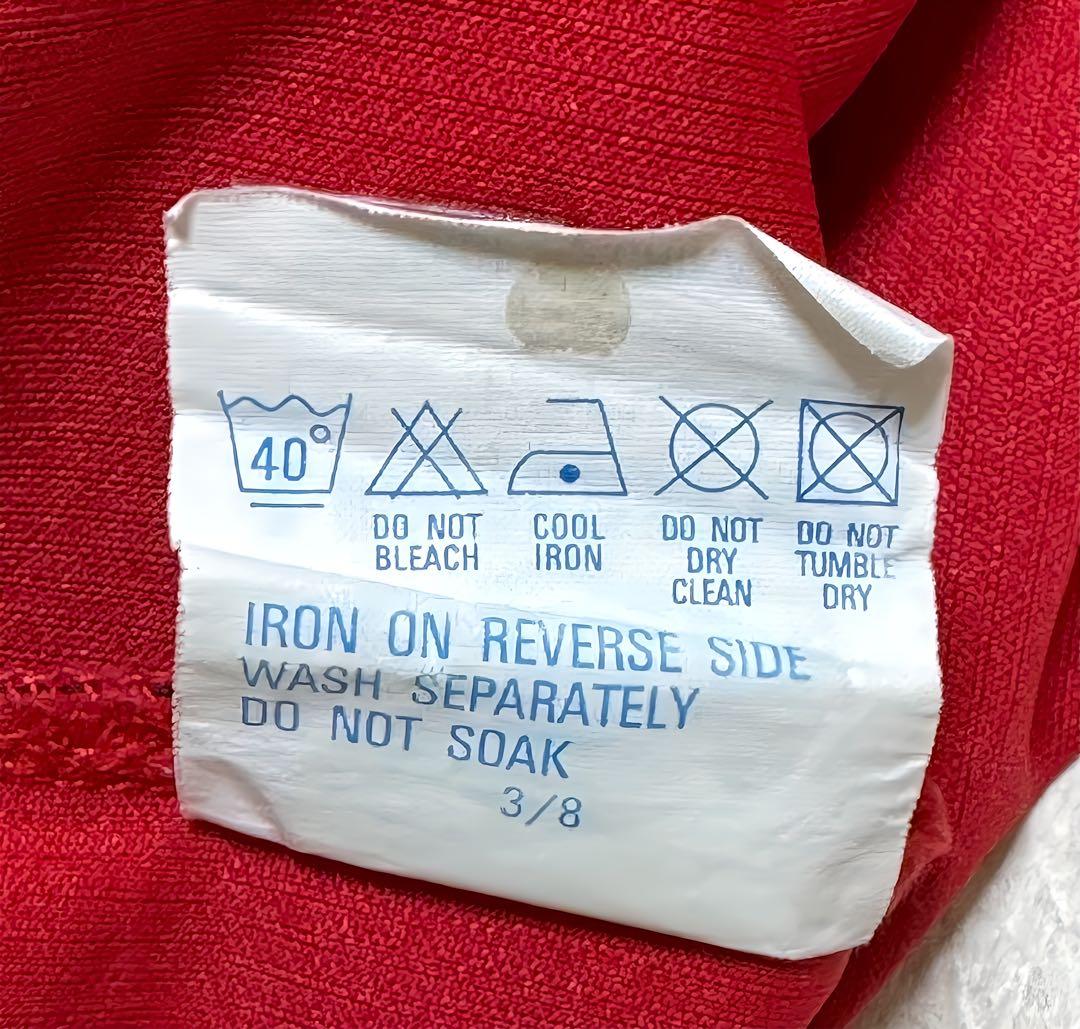 40°
DO NOT BLEACH
COOL IRON
DO NOT DRY CLEAN
DO NOT TUMBLE DRY
IRON ON REVERSE SIDE
WASH SEPARATELY
DO NOT SOAK
3/8